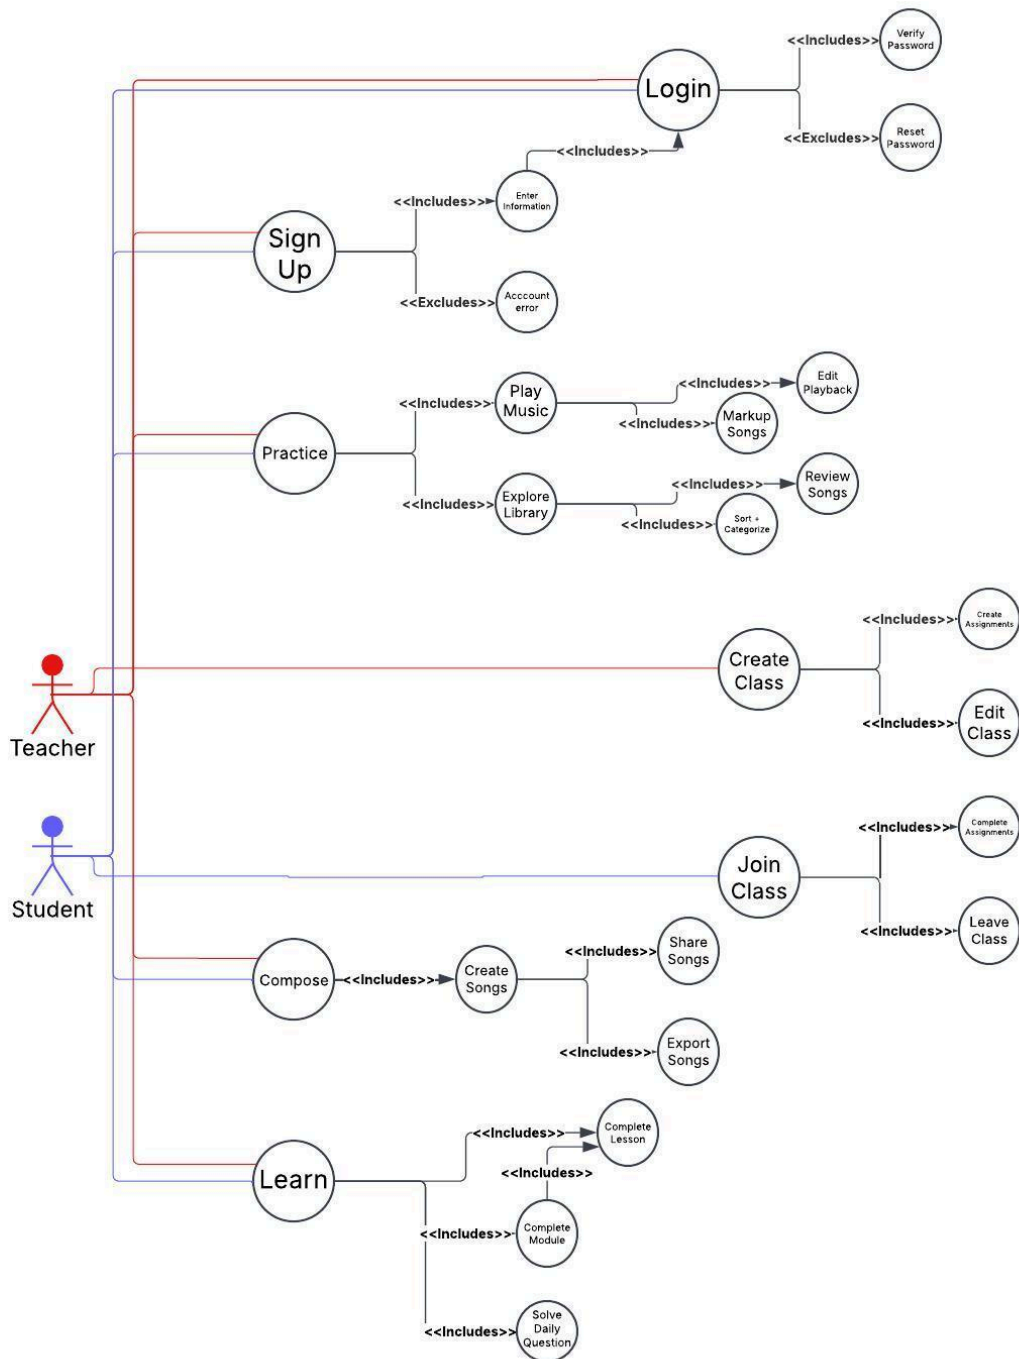 <<Includes>>
Verify
Password
Login
<<Excludes>>
Reset
Password
<<Includes>>
<<Includes>>
Enter
Information
Sign
Up
<<Excludes>>
Acccount
error
<<Includes>>
Play
Music
<<Includes>>
Edit
Playback
<<Includes>>
Markup
Songs
Practice
<<Includes>>
Explore
Library
<<Includes>>
Review
Songs
<<Includes>>
Sort +
Categorize
<<Includes>>
Create
Assignments
Create
Class
<<Includes>>
Edit
Class
Teacher
<<Includes>>
Complete
Assignments
Join
Class
<<Includes>>
Leave
Class
Student
Compose
<<Includes>>
Create
Songs
<<Includes>>
Share
Songs
<<Includes>>
Export
Songs
<<Includes>>
Complete
Lesson
<<Includes>>
Learn
<<Includes>>
Complete
Module
<<Includes>>
Solve
Daily
Question